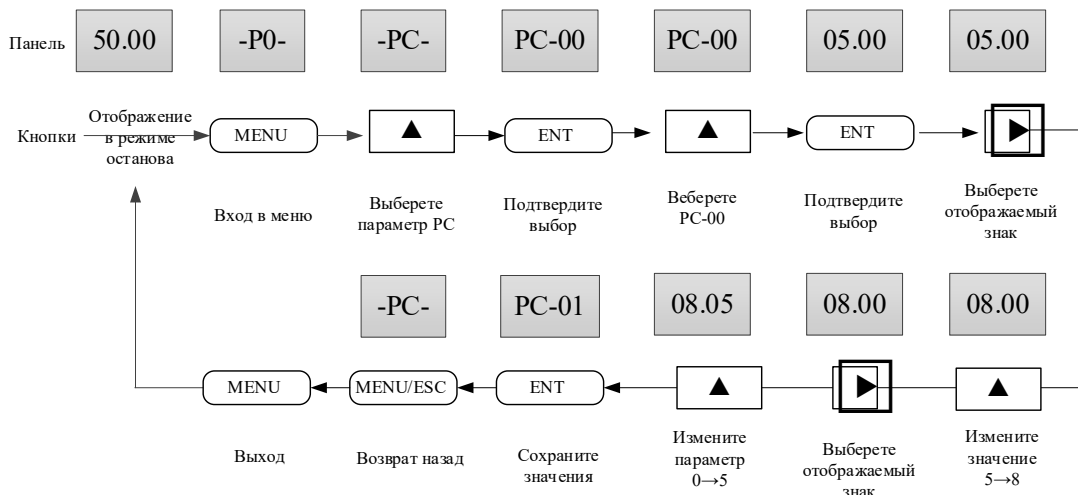 Панель
50.00
-P0-
-PC-
PC-00
PC-00
05.00
05.00
Кнопки
Отображение
в режиме
останова
MENU
ENT
ENT
Вход в меню
Выберете
параметр PC
Подтвердите
выбор
Веберете
PC-00
Подтвердите
выбор
Выберете
отображаемый
знак
-PC-
PC-01
08.05
08.00
08.00
MENU
MENU/ESC
ENT
Выход
Возврат назад
Сохраните
значения
Измените
параметр
0→5
Выберете
отображаемый
знак
Измените
значение
5→8